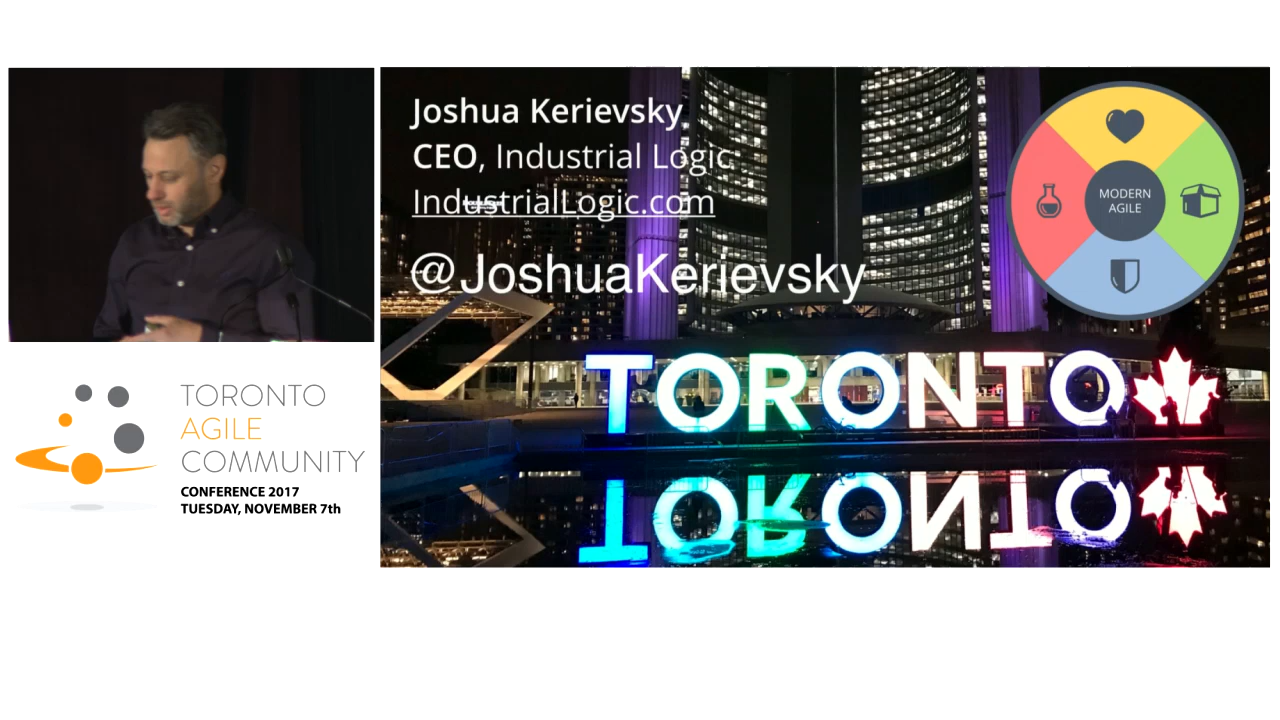 Joshua Kerievsky
CEO, Industrial Logic
IndustrialLogic.com
@JoshuaKerievsky
MODERN
AGILE
TORONTO
TORONTO
AGILE
COMMUNITY
CONFERENCE 2017
TUESDAY, NOVEMBER 7th